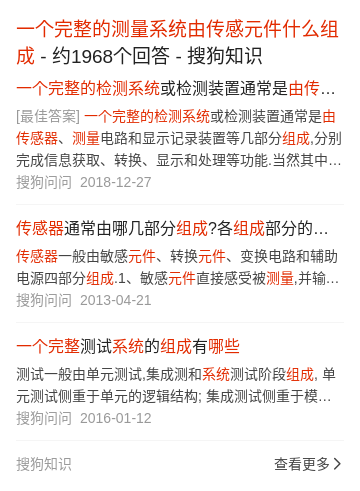 一个完整的测量系统由传感元件什么组
成 - 约1968个回答 - 搜狗知识
一个完整的检测系统或检测装置通常是由传…
[最佳答案] 一个完整的检测系统或检测装置通常是由
传感器、测量电路和显示记录装置等几部分组成,分别
完成信息获取、转换、显示和处理等功能.当然其中…
搜狗问问 2018-12-27
传感器通常由哪几部分组成?各组成部分的…
传感器一般由敏感元件、转换元件、变换电路和辅助
电源四部分组成.1、敏感元件直接感受被测量,并输…
搜狗问问 2013-04-21
一个完整测试系统的组成有哪些
测试一般由单元测试,集成测和系统测试阶段组成, 单
元测试侧重于单元的逻辑结构; 集成测试侧重于模…
搜狗问问 2016-01-12
搜狗知识 查看更多